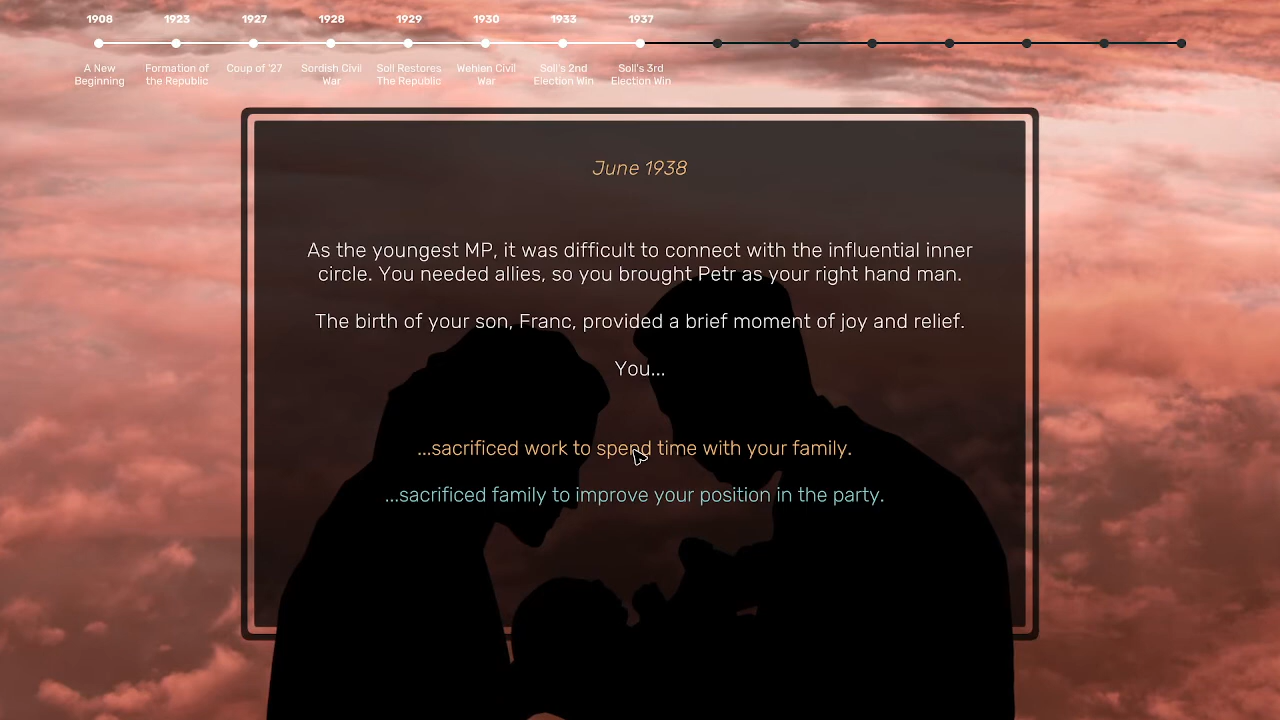 1908 1923 1927 1928 1929 1930 1933 1937
A New Formation of Coup of '27 Sordish Civil Soll Restores Wehlen Civil Soll's 2nd Soll's 3rd
Beginning the Republic War The Republic War Election Win Election Win
June 1938
As the youngest MP, it was difficult to connect with the influential inner
circle. You needed allies, so you brought Petr as your right hand man.
The birth of your son, Franc, provided a brief moment of joy and relief.
You...
...sacrificed work to spend time with your family.
...sacrificed family to improve your position in the party.